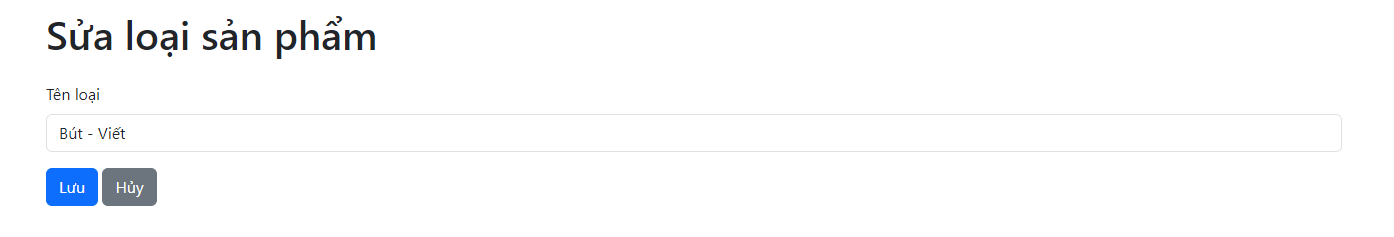 Sửa loại sản phẩm
Tên loại
Bút - Viết
Lưu Hủy